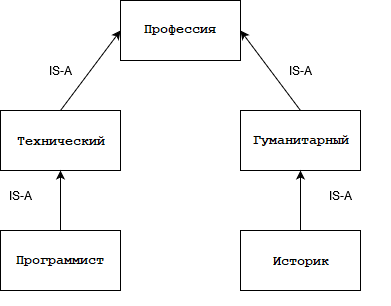 Профессия
IS-A
IS-A
Технический
Гуманитарный
IS-A
IS-A
Программист
Историк